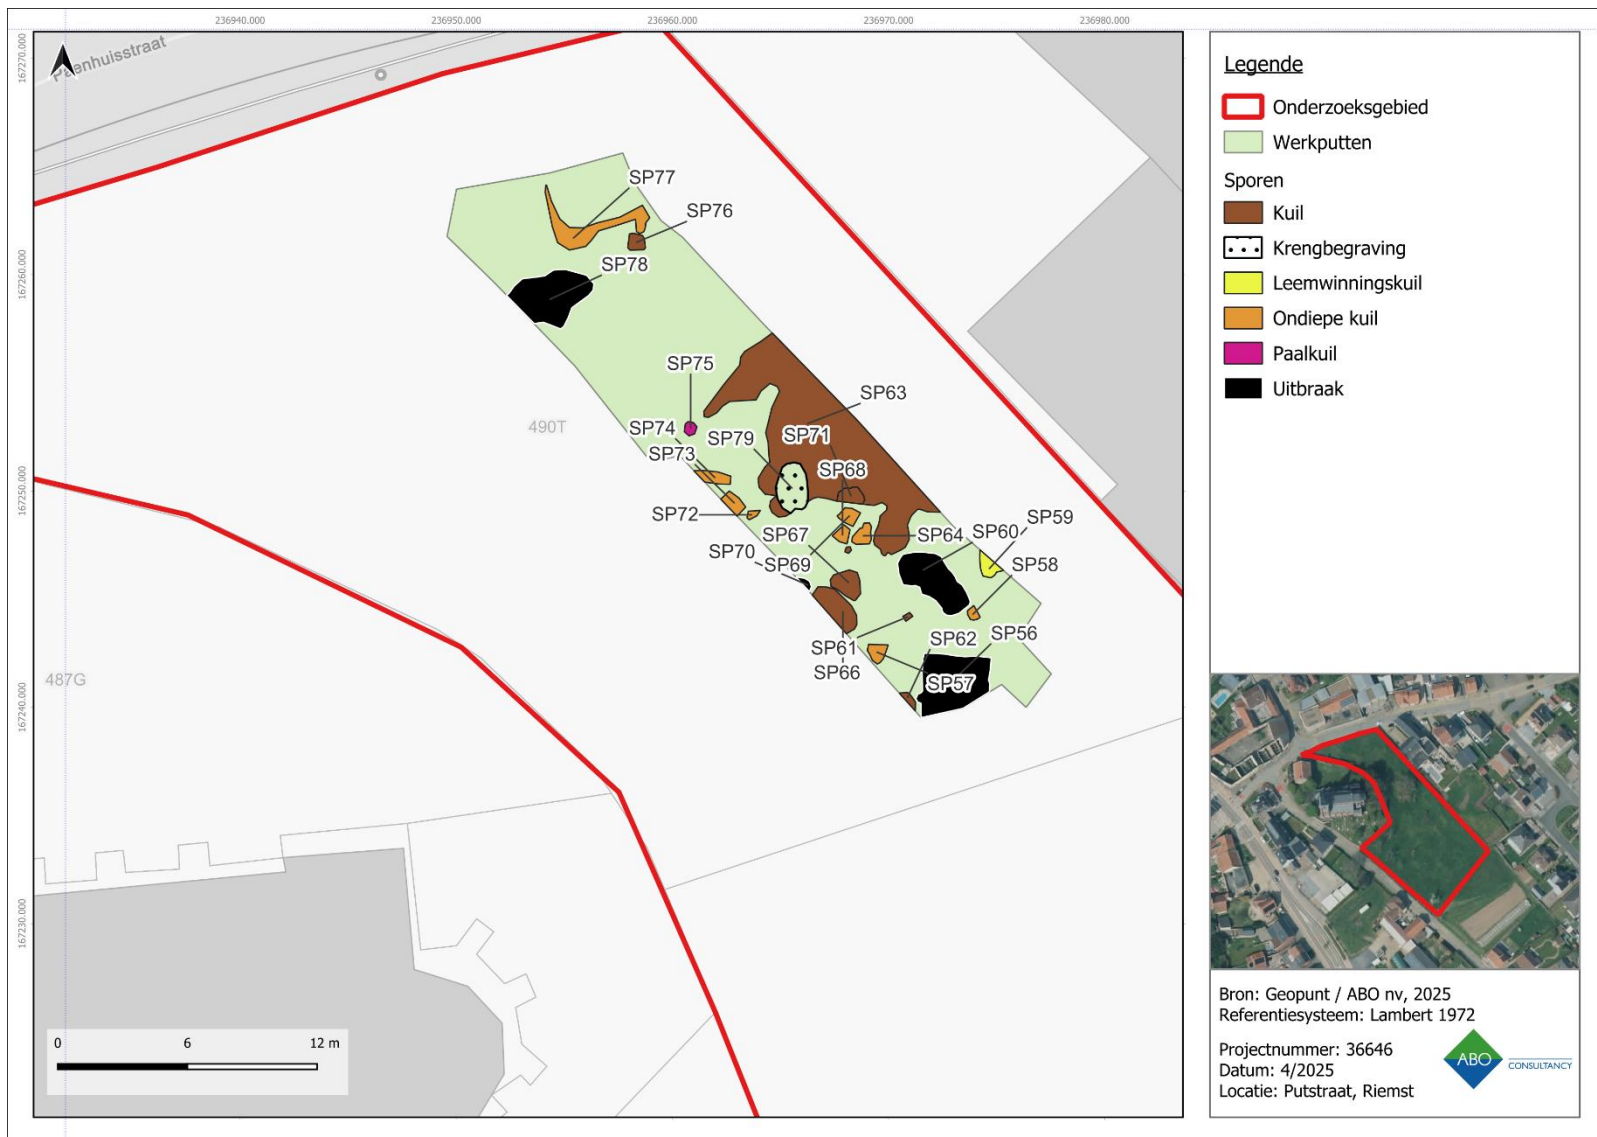 236940.000
236950.000
236960.000
236970.000
236980.000
167270.000
167260.000
167250.000
167240.000
167230.000
Paenhuisstraat
490T
487G
SP77
SP76
SP78
SP75
SP63
SP74
SP79
SP71
SP73
SP68
SP72
SP67
SP64
SP60
SP59
SP70
SP69
SP58
SP61
SP62
SP56
SP66
SP57
0 6 12 m
Legende
Onderzoeksgebied
Werkputten
Sporen
Kuil
Krengbegraving
Leemwinningskuil
Ondiepe kuil
Paalkuil
Uitbraak
Bron: Geopunt / ABO nv, 2025
Referentiesysteem: Lambert 1972
Projectnummer: 36646
Datum: 4/2025
Locatie: Putstraat, Riemst
ABO
CONSULTANCY